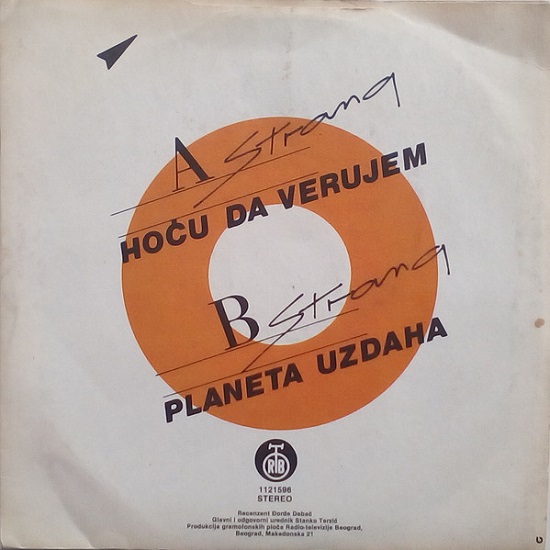 A strana
HOĆU DA VERUJEM
B strana
PLANETA UZDAHA
RTB
1121596
STEREO
Recenzent Đorđe Debač
Glavni i odgovorni urednik Stanko Terzić
Produkcija gramofonskih ploča Radio-televizije Beograd,
Beograd, Makedonska 21